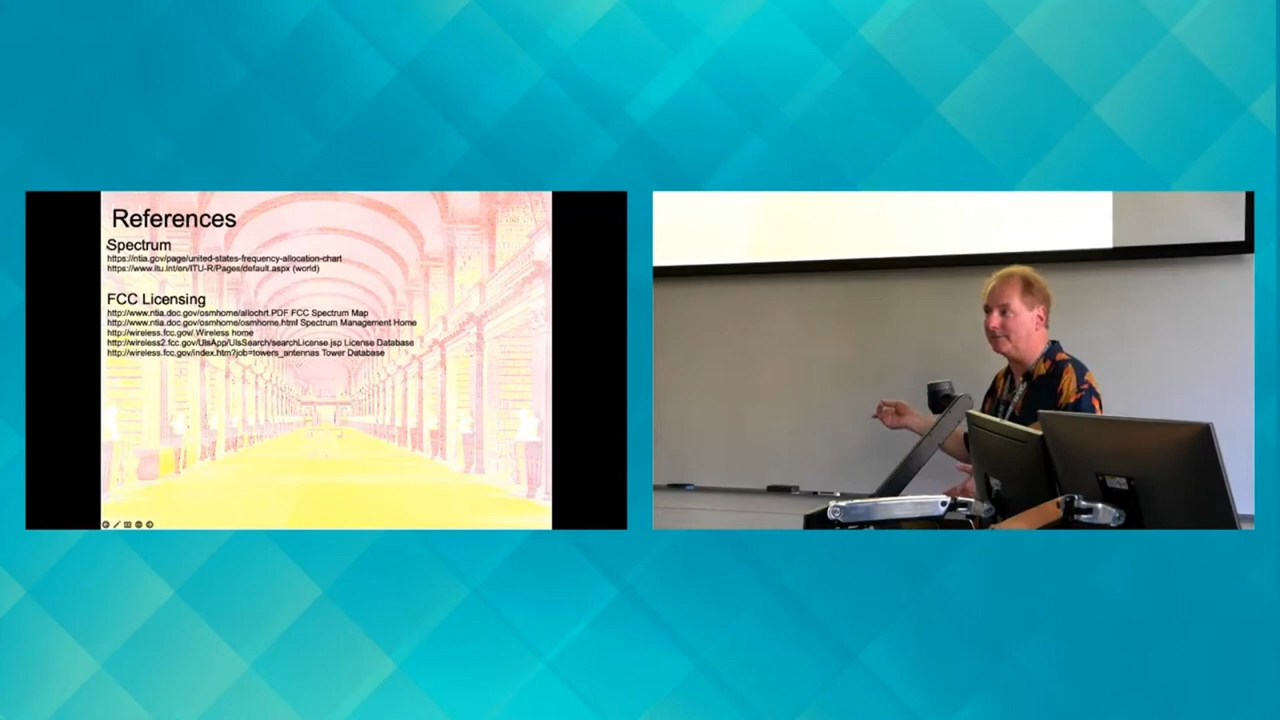 References
Spectrum
https://ntia.gov/page/united-states-frequency-allocation-chart
https://www.itu.int/en/ITU-R/Pages/default.aspx (world)
FCC Licensing
http://www.ntia.doc.gov/osmhome/allochrt.PDF FCC Spectrum Map
http://www.ntia.doc.gov/osmhome/osmhome.html Spectrum Management Home
http://wireless.fcc.gov/ Wireless home
http://wireless2.fcc.gov/UlsApp/UlsSearch/searchLicense.jsp License Database
http://wireless.fcc.gov/index.htm?job=towers_antennas Tower Database